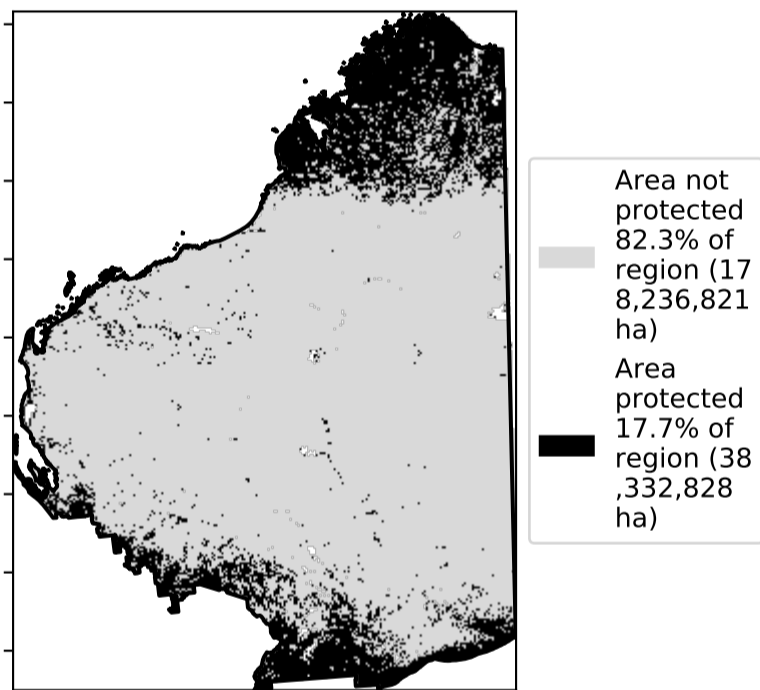 Area not
protected
82.3% of
region (17
8,236,821
ha)
Area
protected
17.7% of
region (38
,332,828
ha)